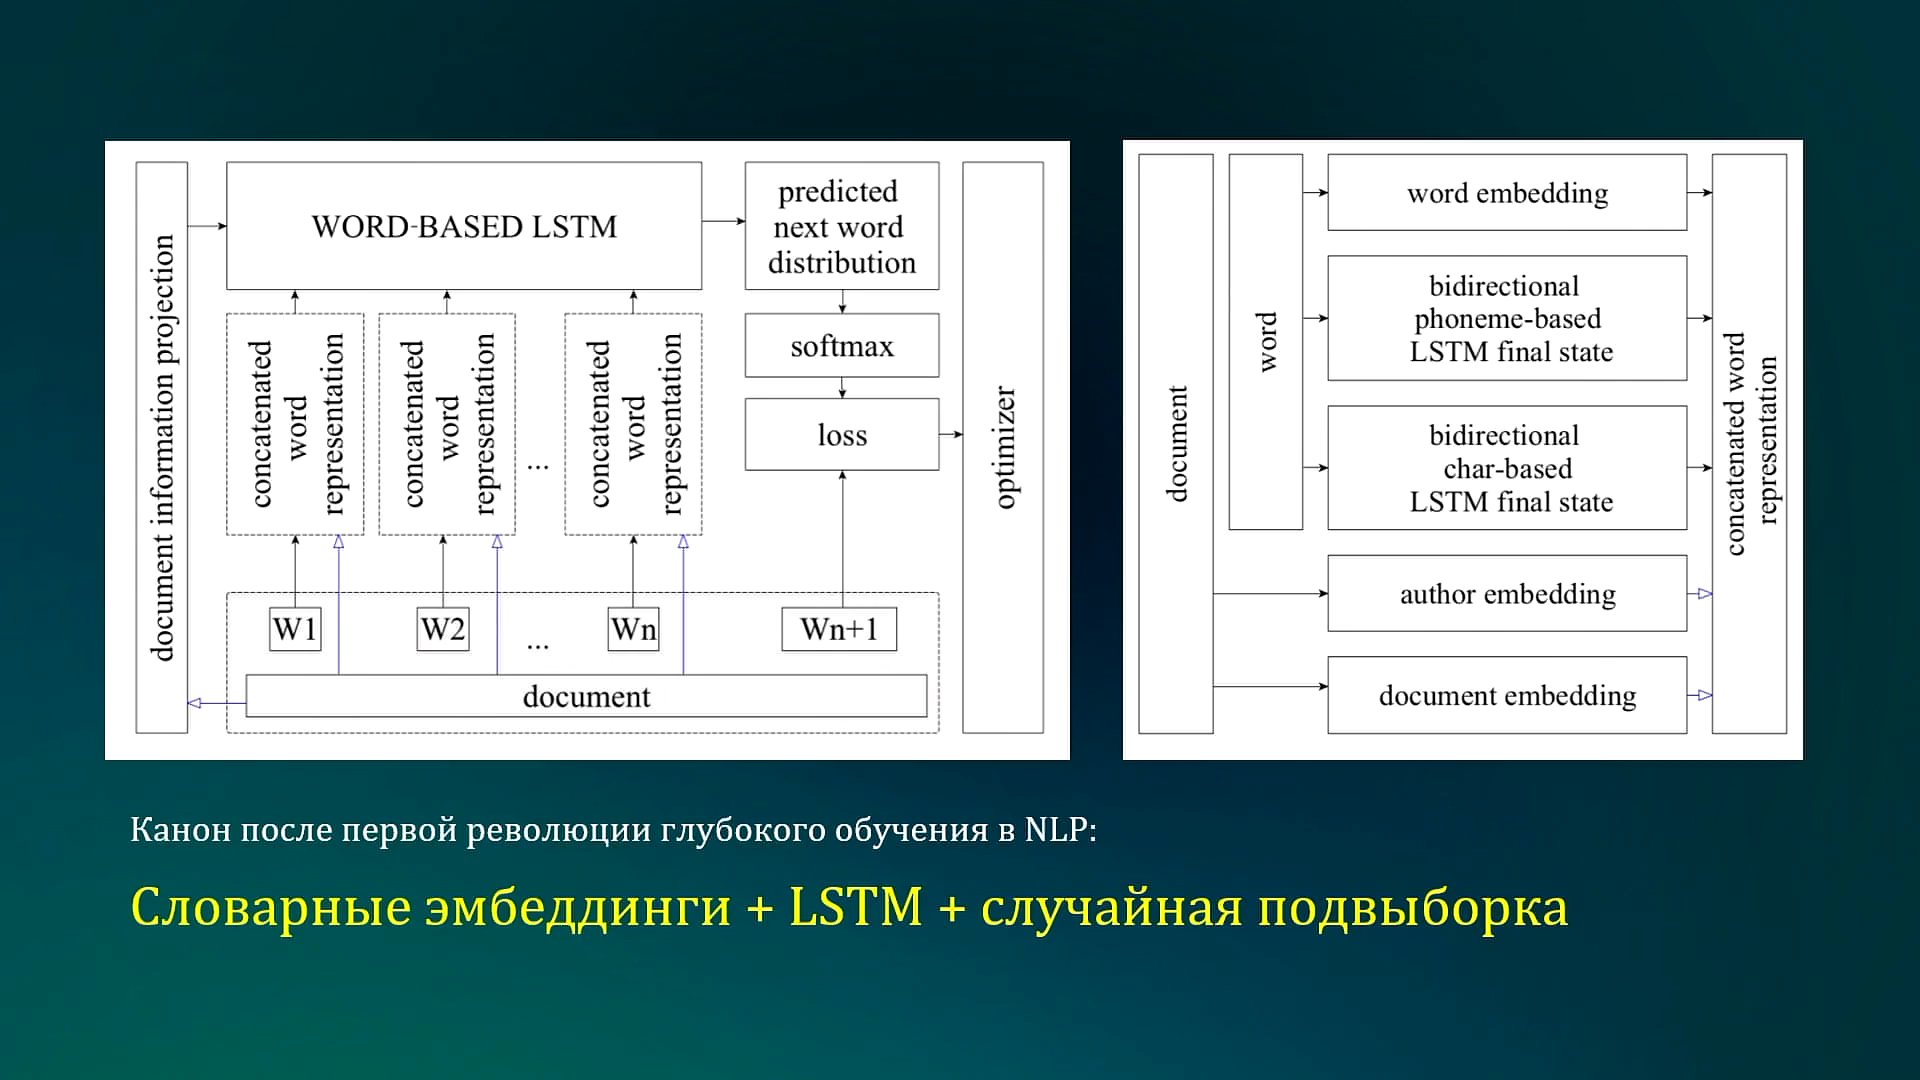 document information projection
WORD-BASED LSTM
predicted
next word
distribution
softmax
loss
optimizer
concatenated
word
representation
concatenated
word
representation
...
concatenated
word
representation
W1
W2
...
Wn
Wn+1
document
document
word
word embedding
bidirectional
phoneme-based
LSTM final state
bidirectional
char-based
LSTM final state
author embedding
document embedding
concatenated word
representation
Канон после первой революции глубокого обучения в NLP:
Словарные эмбеддинги + LSTM + случайная подвыборка